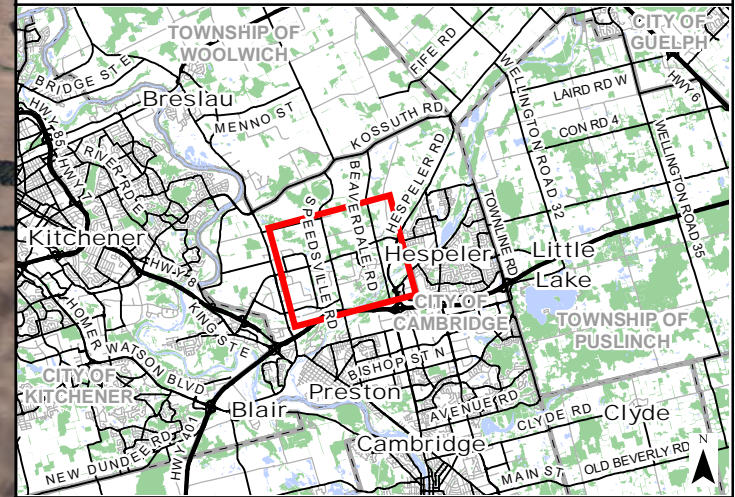 TOWNSHIP OF
WOOLWICH
CITY OF
GUELPH
FIFE RD
HWY 6
BRIDGE ST E
WELLINGTON ROAD 32
LAIRD RD W
Breslau
HWY 85
HWY 7
MENNO ST
KOSSUTH RD
CON RD 4
WELLINGTON ROAD 35
RIVER RD E
BEAVERDALE RD
HESPELER RD
SPEEDSVILLE RD
TOWNLINE RD
Kitchener
Hespeler
Little
Lake
HWY 8
KING ST E
CITY OF
CAMBRIDGE
TOWNSHIP OF
PUSLINCH
HOMER WATSON BLVD
BISHOP ST N
CITY OF
KITCHENER
Preston
Blair
AVENUE RD
CLYDE RD
Clyde
HWY 401
Cambridge
NEW DUNDEE RD
MAIN ST
OLD BEVERLY RD
N